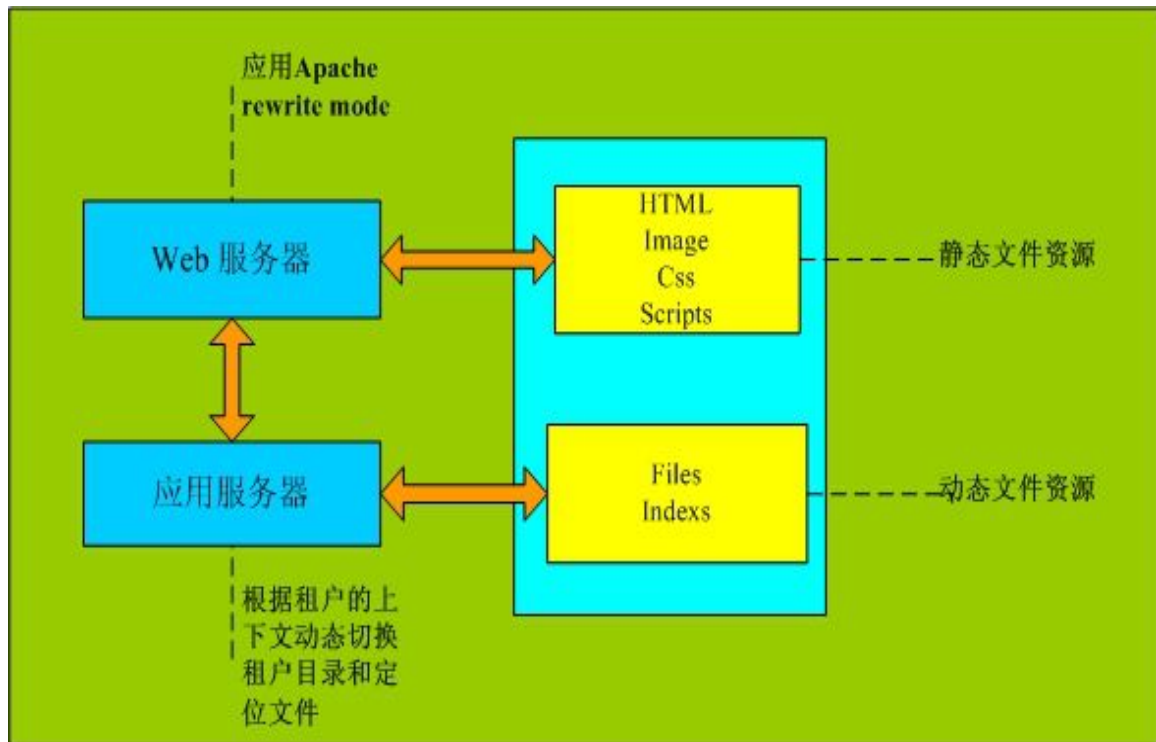 应用Apache
rewrite mode
Web 服务器
HTML
Image
Css
Scripts
静态文件资源
应用服务器
Files
Indexs
动态文件资源
根据租户的上
下文动态切换
租户目录和定
位文件